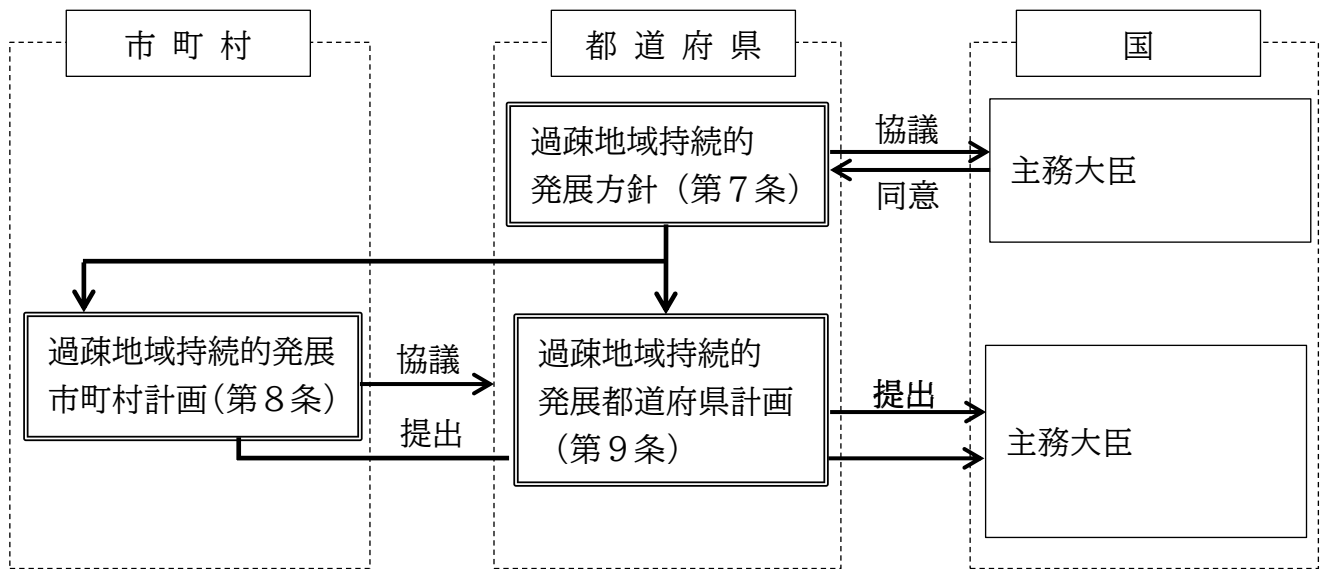 市町村
都道府県
国
過疎地域持続的
発展方針（第７条）
協議
同意
主務大臣
過疎地域持続的発展
市町村計画（第８条）
協議
提出
過疎地域持続的
発展都道府県計画
（第９条）
提出
主務大臣